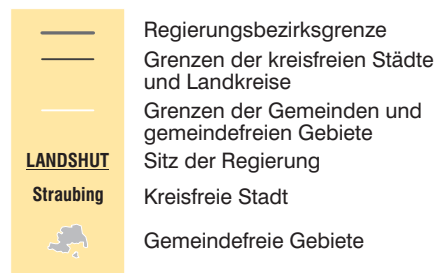 Regierungsbezirksgrenze
Grenzen der kreisfreien Städte
und Landkreise
Grenzen der Gemeinden und
gemeindefreien Gebiete
LANDSHUT Sitz der Regierung
Straubing Kreisfreie Stadt
Gemeindefreie Gebiete